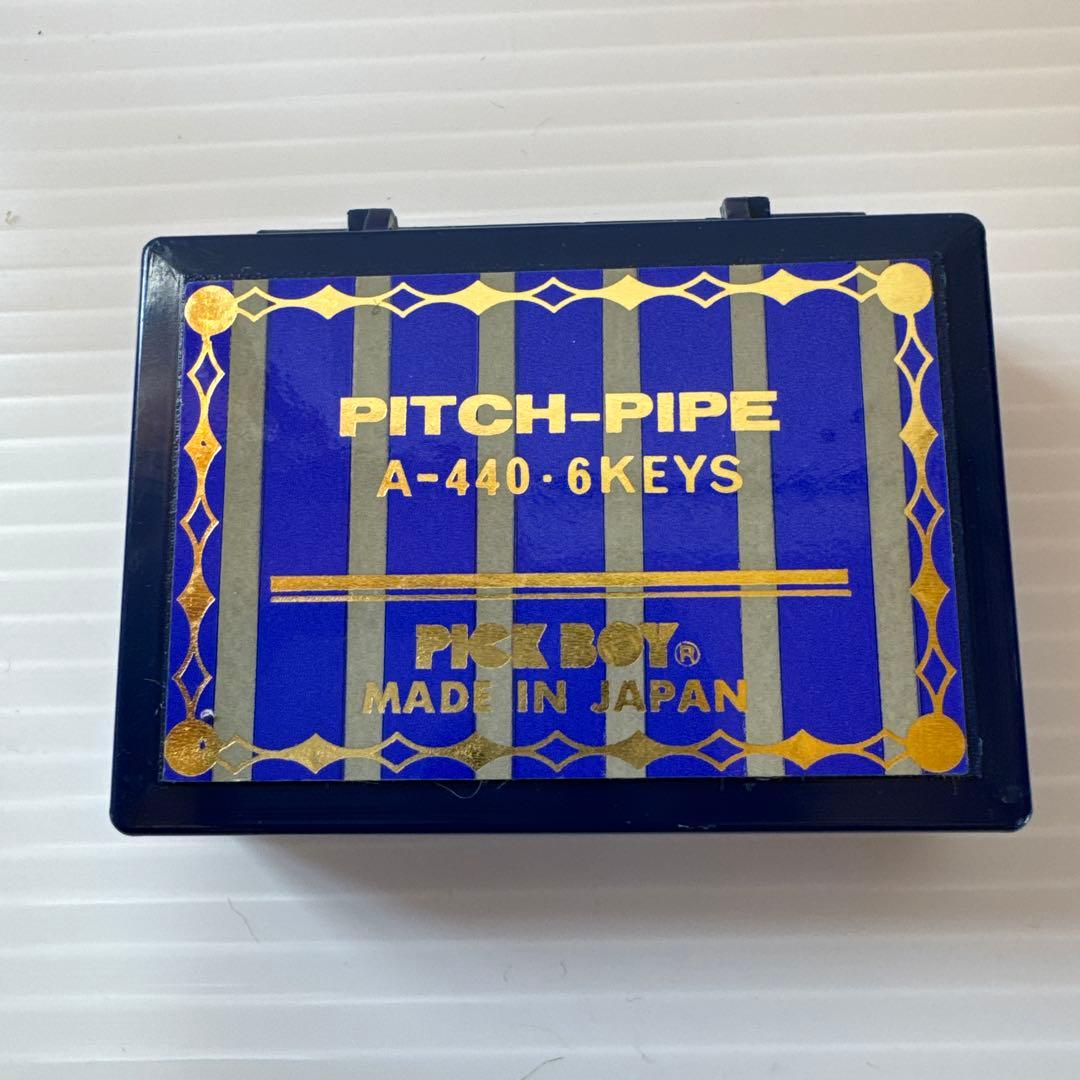 PITCH-PIPE
A-440·6KEYS
PICK BOY®
MADE IN JAPAN